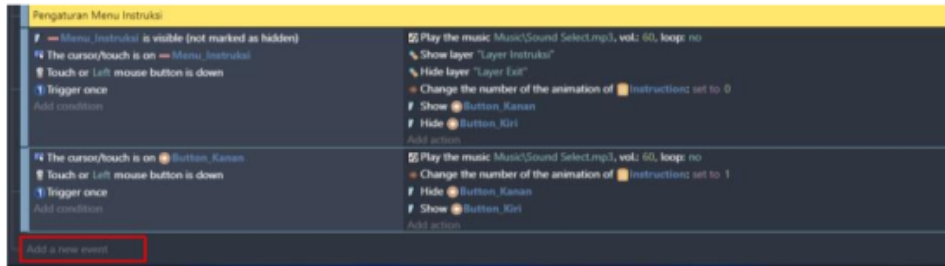 Pengaturan Menu Instruksi
Menu_Instruksi is visible (not marked as hidden)
The cursor/touch is on Menu_Instruksi
Touch or Left mouse button is down
Trigger once
Add condition
Play the music Music\Sound Select.mp3, vol.: 60, loop: no
Show layer "Layer Instruksi"
Hide layer "Layer Exit"
Change the number of the animation of Instruction: set to 0
Show Button_Kanan
Hide Button_Kiri
Add action
The cursor/touch is on Button_Kanan
Touch or Left mouse button is down
Trigger once
Add condition
Play the music Music\Sound Select.mp3, vol.: 60, loop: no
Change the number of the animation of Instruction: set to 1
Hide Button_Kanan
Show Button_Kiri
Add action
Add a new event